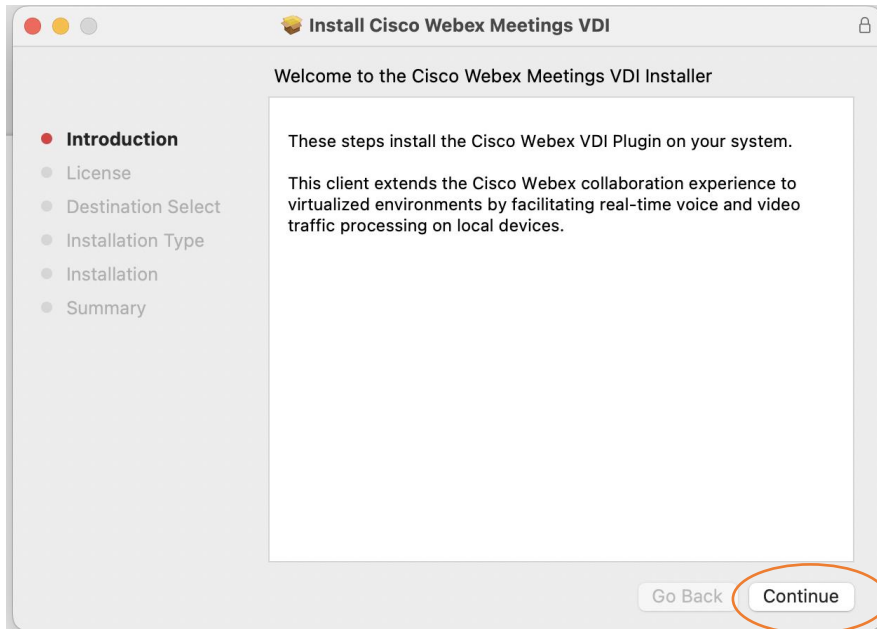 Install Cisco Webex Meetings VDI
Welcome to the Cisco Webex Meetings VDI Installer
Introduction
License
Destination Select
Installation Type
Installation
Summary
These steps install the Cisco Webex VDI Plugin on your system.
This client extends the Cisco Webex collaboration experience to
virtualized environments by facilitating real-time voice and video
traffic processing on local devices.
Go Back
Continue